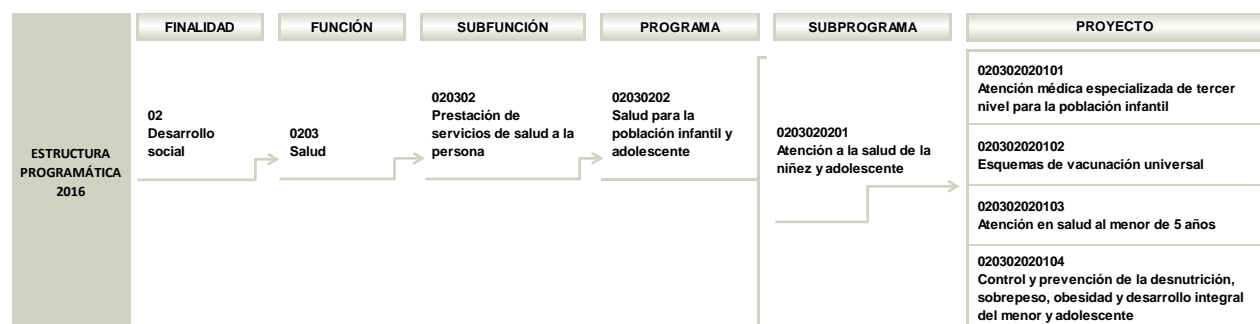 FINALIDAD
FUNCIÓN
SUBFUNCIÓN
PROGRAMA
SUBPROGRAMA
PROYECTO
ESTRUCTURA
PROGRAMÁTICA
2016
02
Desarrollo
social
0203
Salud
020302
Prestación de
servicios de salud a la
persona
02030202
Salud para la
población infantil y
adolescente
0203020201
Atención a la salud de la
niñez y adolescente
020302020101
Atención médica especializada de tercer
nivel para la población infantil
020302020102
Esquemas de vacunación universal
020302020103
Atención en salud al menor de 5 años
020302020104
Control y prevención de la desnutrición,
sobrepeso, obesidad y desarrollo integral
del menor y adolescente